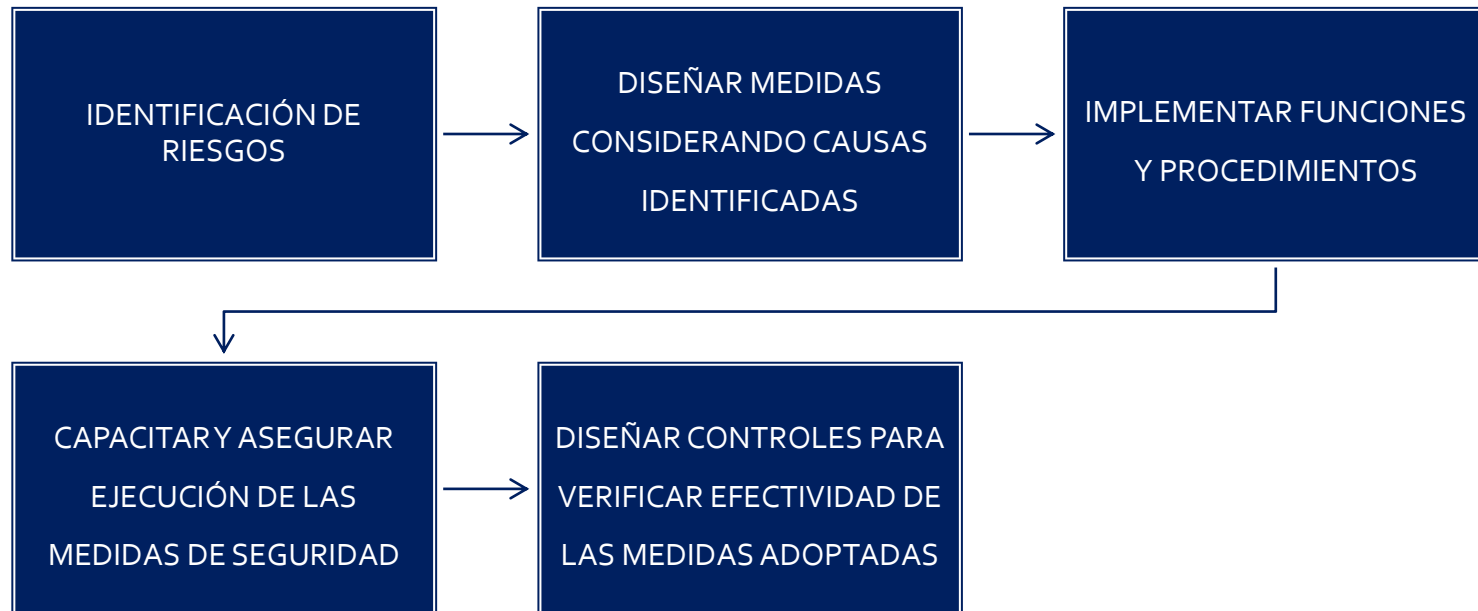 IDENTIFICACIÓN DE
RIESGOS
DISEÑAR MEDIDAS
CONSIDERANDO CAUSAS
IDENTIFICADAS
IMPLEMENTAR FUNCIONES
Y PROCEDIMIENTOS
CAPACITAR Y ASEGURAR
EJECUCIÓN DE LAS
MEDIDAS DE SEGURIDAD
DISEÑAR CONTROLES PARA
VERIFICAR EFECTIVIDAD DE
LAS MEDIDAS ADOPTADAS